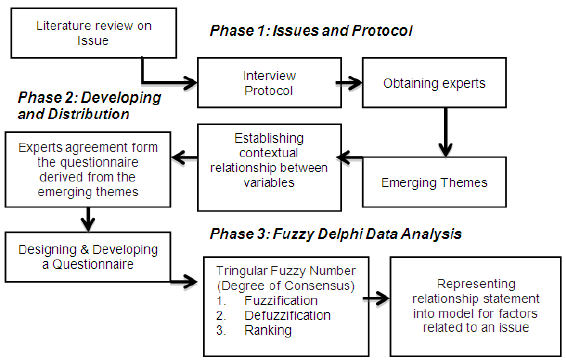 Literature review on
Issue
Phase 1: Issues and Protocol
Interview
Protocol
Obtaining experts
Phase 2: Developing
and Distribution
Experts agreement form
the questionnaire
derived from the
emerging themes
Establishing
contextual
relationship between
variables
Emerging Themes
Designing & Developing
a Questionnaire
Phase 3: Fuzzy Delphi Data Analysis
Tringular Fuzzy Number
(Degree of Consensus)
1. Fuzzification
2. Defuzzification
3. Ranking
Representing
relationship statement
into model for factors
related to an issue